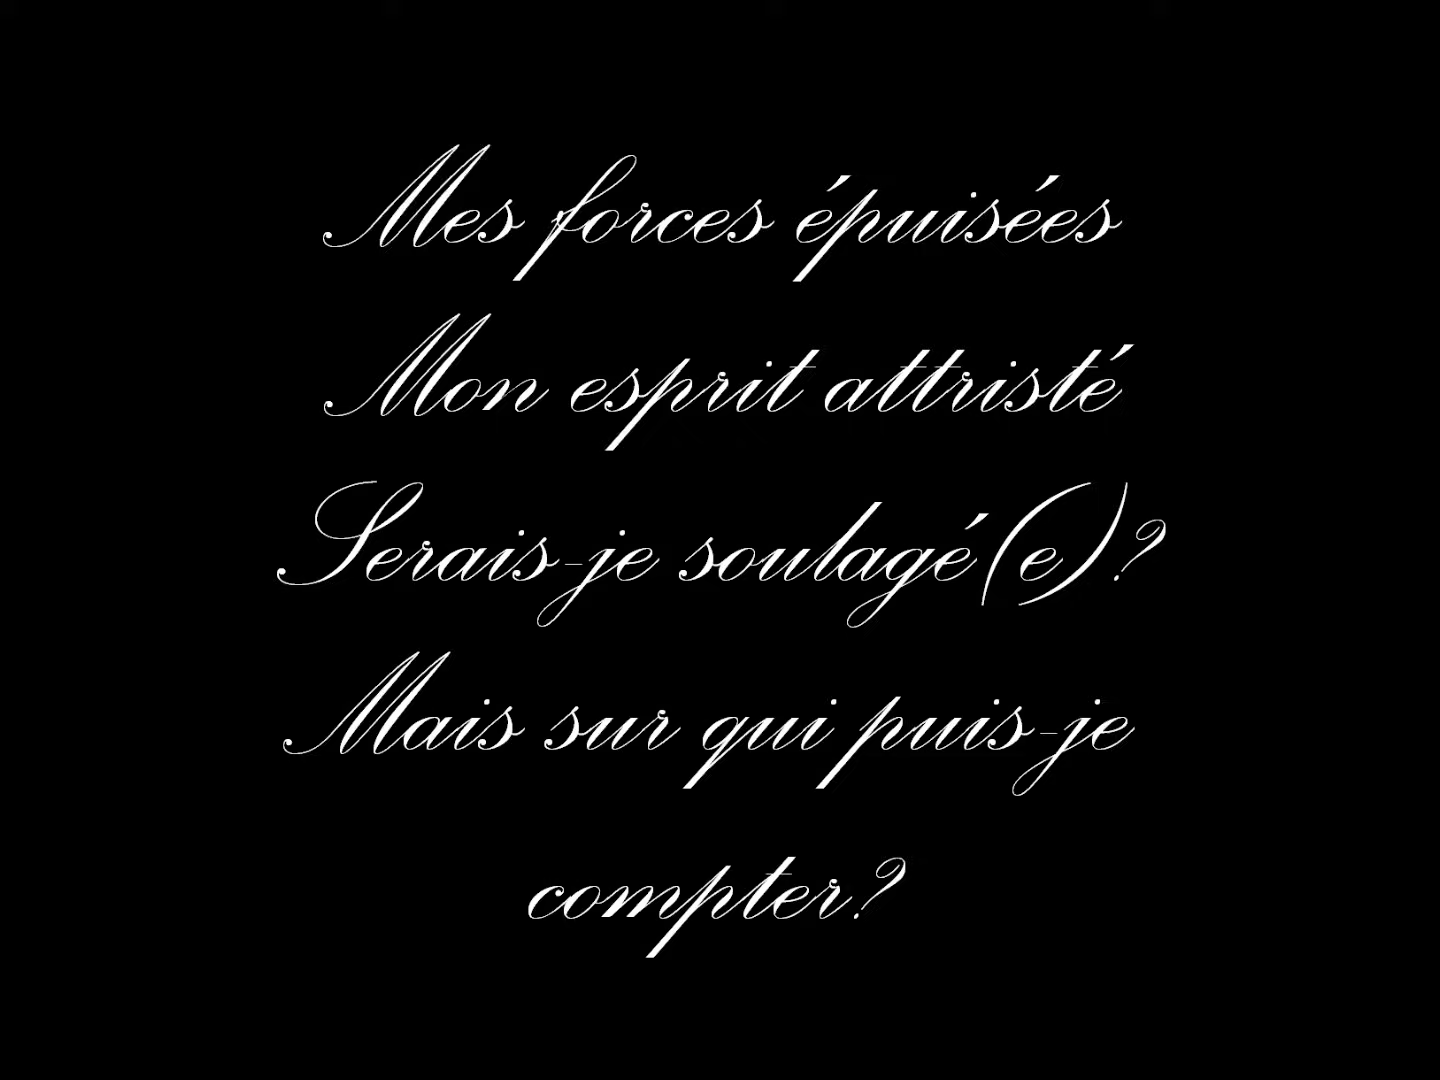 Mes forces épuisées
Mon esprit attristé
Serais-je soulagé(e)?
Mais sur qui puis-je
compter?